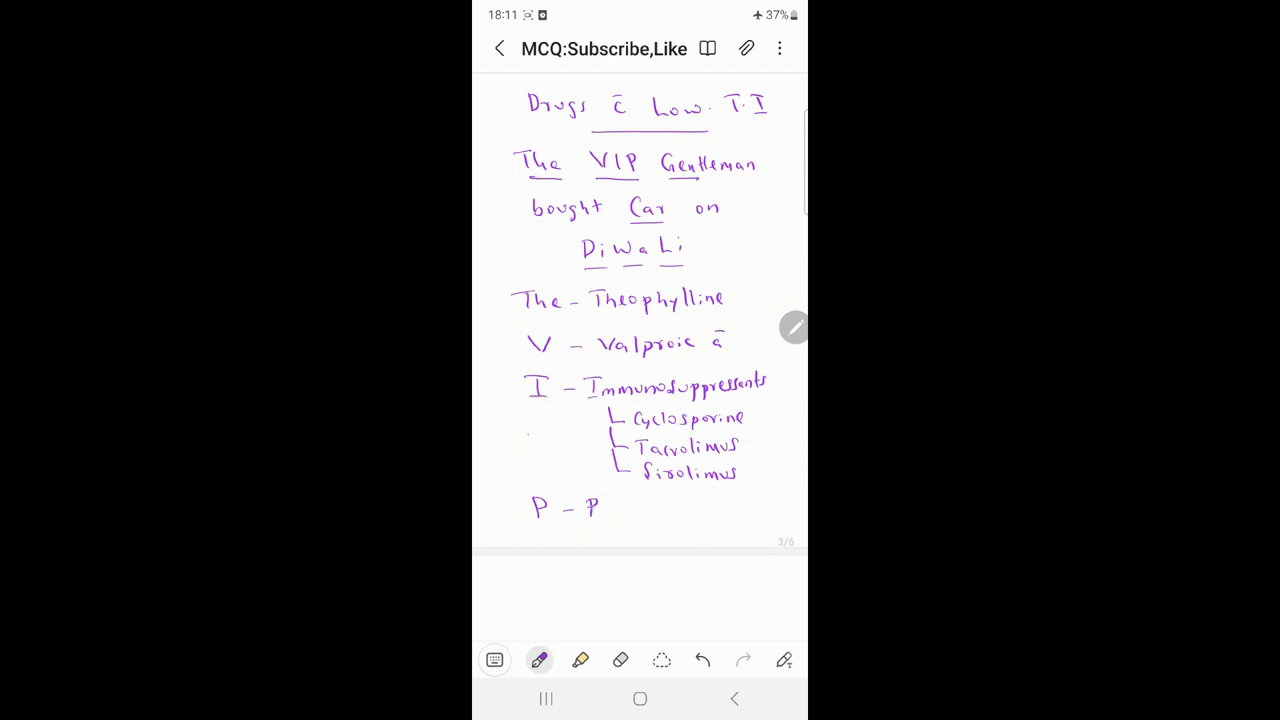 18:11 37%
MCQ:Subscribe,Like
Drugs c̄ Low. T.I
The VIP Gentleman
bought Car on
DiWaLi
The - Theophylline
V - Valproic ā
I - Immunosuppressants
Cyclosporine
Tacrolimus
Sirolimus
P - P
3/6